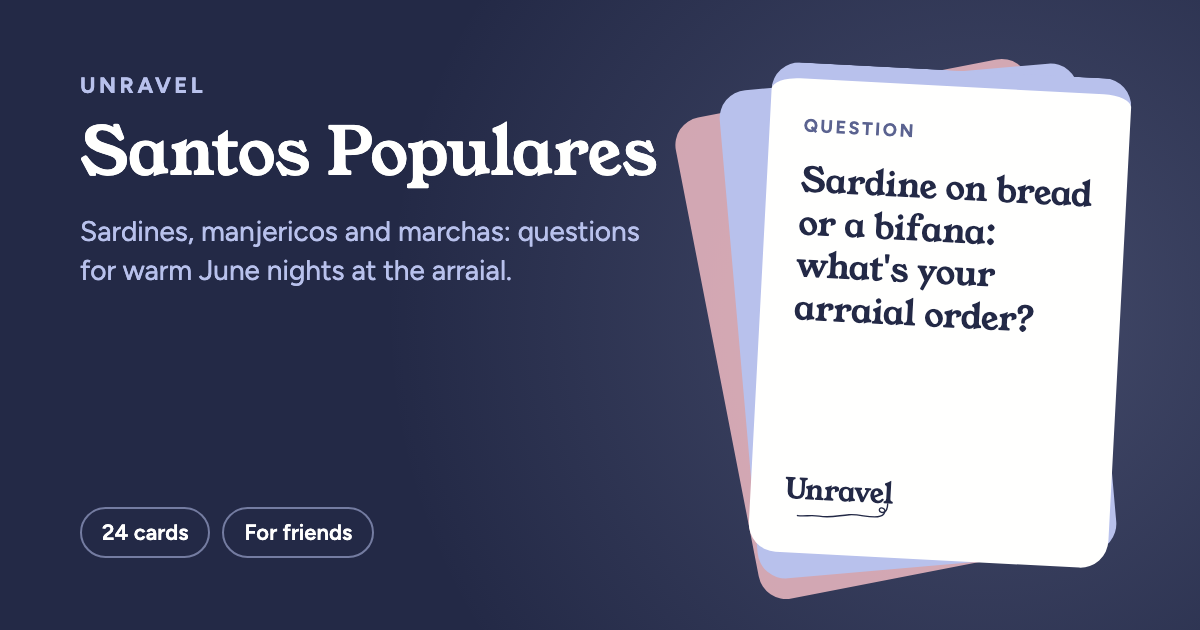 UNRAVEL
Santos Populares
Sardines, manjericos and marchas: questions
for warm June nights at the arraial.
24 cards
For friends
QUESTION
Sardine on bread
or a bifana:
what's your
arraial order?
Unravel